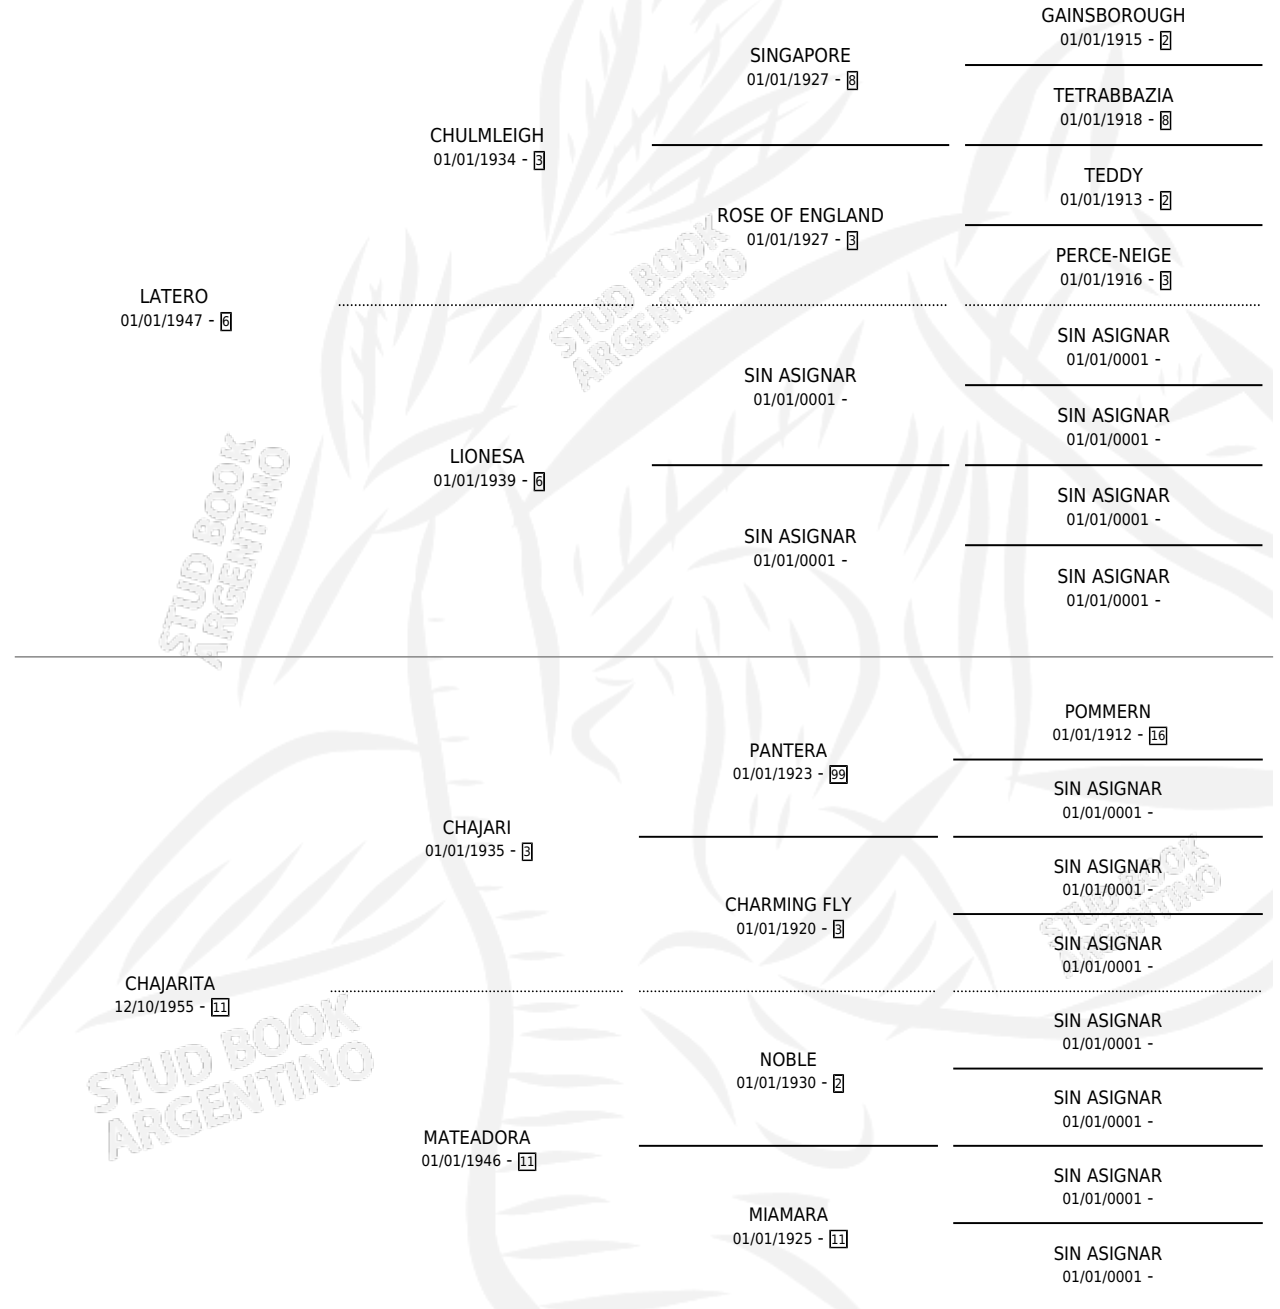 GAINSBOROUGH
01/01/1915 - 2
SINGAPORE
01/01/1927 - 8
TETRABBAZIA
01/01/1918 - 8
CHULMLEIGH
01/01/1934 - 3
TEDDY
01/01/1913 - 2
ROSE OF ENGLAND
01/01/1927 - 3
PERCE-NEIGE
01/01/1916 - 3
LATERO
01/01/1947 - 6
SIN ASIGNAR
01/01/0001 -
SIN ASIGNAR
01/01/0001 -
SIN ASIGNAR
01/01/0001 -
LIONESA
01/01/1939 - 6
SIN ASIGNAR
01/01/0001 -
SIN ASIGNAR
01/01/0001 -
SIN ASIGNAR
01/01/0001 -
STUD BOOK
ARGENTINO
STUD BOOK
ARGENTINO
POMMERN
01/01/1912 - 16
PANTERA
01/01/1923 - 99
SIN ASIGNAR
01/01/0001 -
CHAJARI
01/01/1935 - 3
SIN ASIGNAR
01/01/0001 -
CHARMING FLY
01/01/1920 - 3
SIN ASIGNAR
01/01/0001 -
CHAJARITA
12/10/1955 - 11
SIN ASIGNAR
01/01/0001 -
NOBLE
01/01/1930 - 2
SIN ASIGNAR
01/01/0001 -
MATEADORA
01/01/1946 - 11
SIN ASIGNAR
01/01/0001 -
MIAMARA
01/01/1925 - 11
SIN ASIGNAR
01/01/0001 -
STUD BOOK
ARGENTINO
STUD BOOK
ARGENTINO